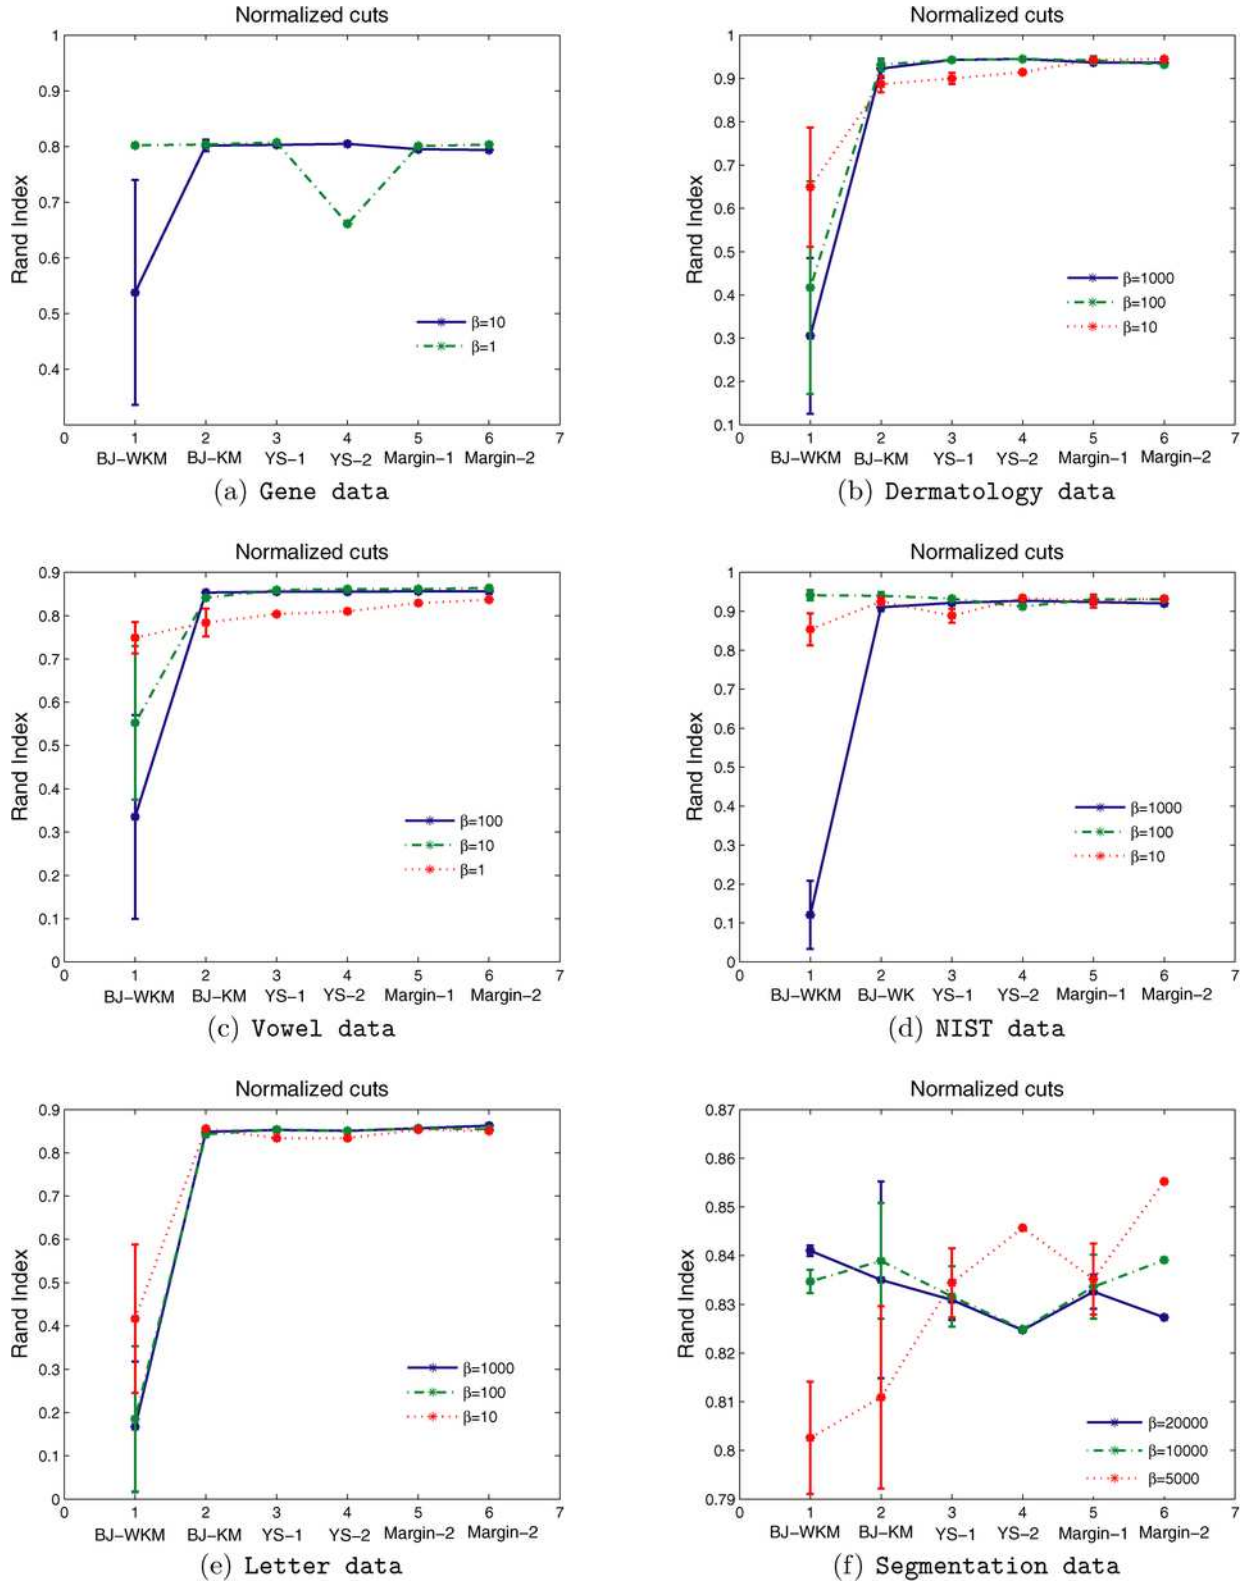 Normalized cuts
1
0.9
0.8
0.7
0.6
0.5
0.4
Rand Index
β=10
β=1
0 1 2 3 4 5 6 7
BJ-WKM BJ-KM YS-1 YS-2 Margin-1 Margin-2
(a) Gene data
Normalized cuts
1
0.9
0.8
0.7
0.6
0.5
0.4
0.3
0.2
0.1
Rand Index
β=1000
β=100
β=10
0 1 2 3 4 5 6 7
BJ-WKM BJ-KM YS-1 YS-2 Margin-1 Margin-2
(b) Dermatology data
Normalized cuts
0.9
0.8
0.7
0.6
0.5
0.4
0.3
0.2
0.1
0
Rand Index
β=100
β=10
β=1
0 1 2 3 4 5 6 7
BJ-WKM BJ-KM YS-1 YS-2 Margin-1 Margin-2
(c) Vowel data
Normalized cuts
1
0.9
0.8
0.7
0.6
0.5
0.4
0.3
0.2
0.1
0
Rand Index
β=1000
β=100
β=10
0 1 2 3 4 5 6 7
BJ-WKM BJ-WK YS-1 YS-2 Margin-1 Margin-2
(d) NIST data
Normalized cuts
0.9
0.8
0.7
0.6
0.5
0.4
0.3
0.2
0.1
0
Rand Index
β=1000
β=100
β=10
0 1 2 3 4 5 6 7
BJ-WKM BJ-KM YS-1 YS-2 Margin-2 Margin-2
(e) Letter data
Normalized cuts
0.87
0.86
0.85
0.84
0.83
0.82
0.81
0.8
0.79
Rand Index
β=20000
β=10000
β=5000
0 1 2 3 4 5 6 7
BJ-WKM BJ-KM YS-1 YS-2 Margin-1 Margin-2
(f) Segmentation data